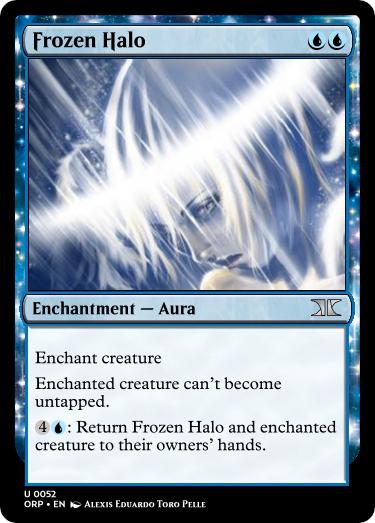 Frozen Halo
Enchantment — Aura
Enchant creature
Enchanted creature can't become
untapped.
4: Return Frozen Halo and enchanted
creature to their owners' hands.
U 0052
ORP • EN Alexis Eduardo Toro Pelle